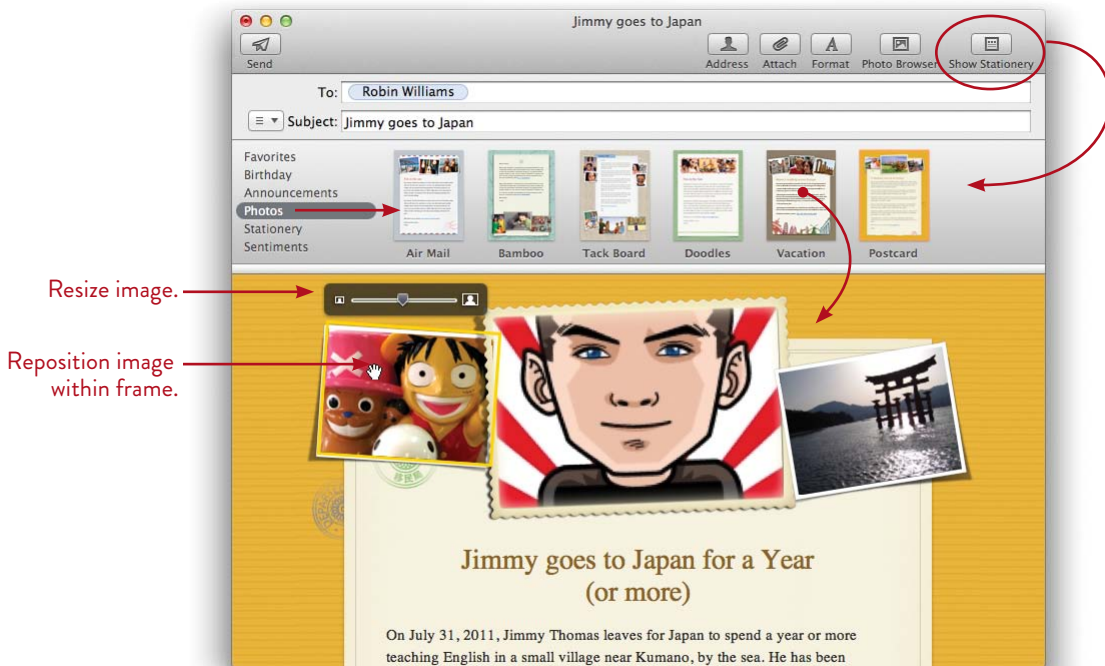 Jimmy goes to Japan
Send
Address Attach Format Photo Browser Show Stationery
To: Robin Williams
Subject: Jimmy goes to Japan
Favorites
Birthday
Announcements
Photos
Stationery
Sentiments
Air Mail Bamboo Tack Board Doodles Vacation Postcard
Resize image.
Reposition image
within frame.
Jimmy goes to Japan for a Year
(or more)
On July 31, 2011, Jimmy Thomas leaves for Japan to spend a year or more
teaching English in a small village near Kumano, by the sea. He has been